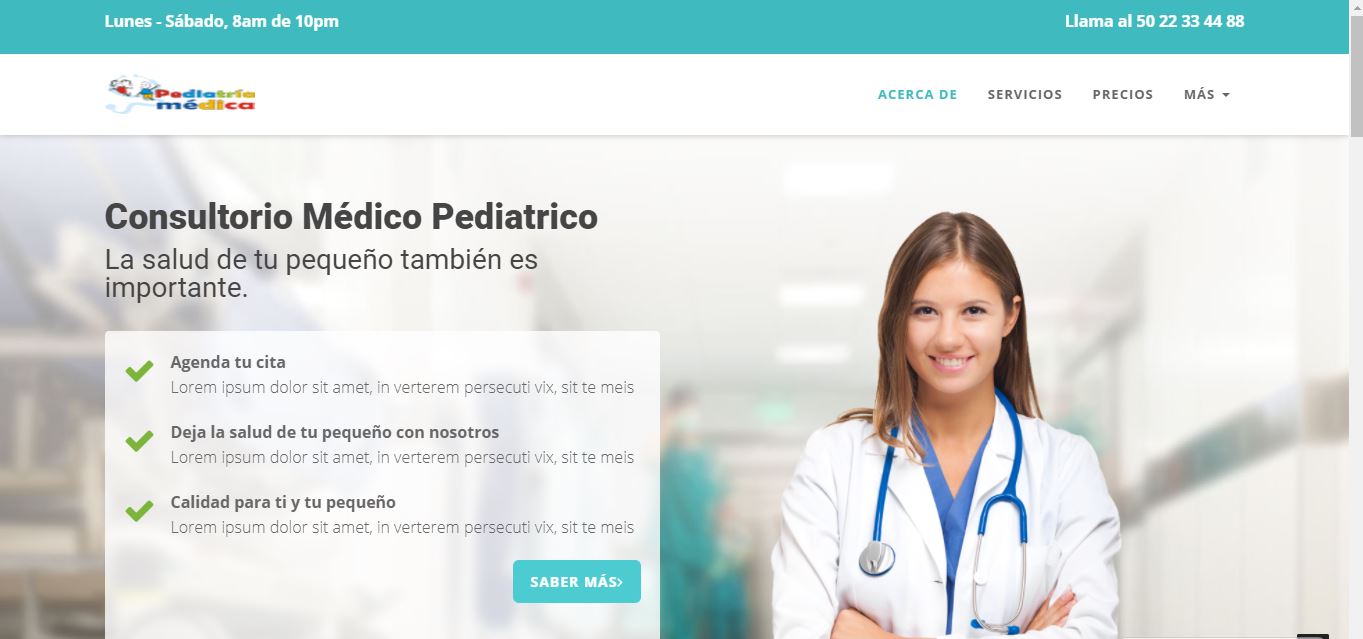 Lunes - Sábado, 8am de 10pm
Llama al 50 22 33 44 88
Pediatría
médica
ACERCA DE
SERVICIOS
PRECIOS
MÁS
Consultorio Médico Pediatrico
La salud de tu pequeño también es
importante.
Agenda tu cita
Lorem ipsum dolor sit amet, in verterem persecuti vix, sit te meis
Deja la salud de tu pequeño con nosotros
Lorem ipsum dolor sit amet, in verterem persecuti vix, sit te meis
Calidad para ti y tu pequeño
Lorem ipsum dolor sit amet, in verterem persecuti vix, sit te meis
SABER MÁS